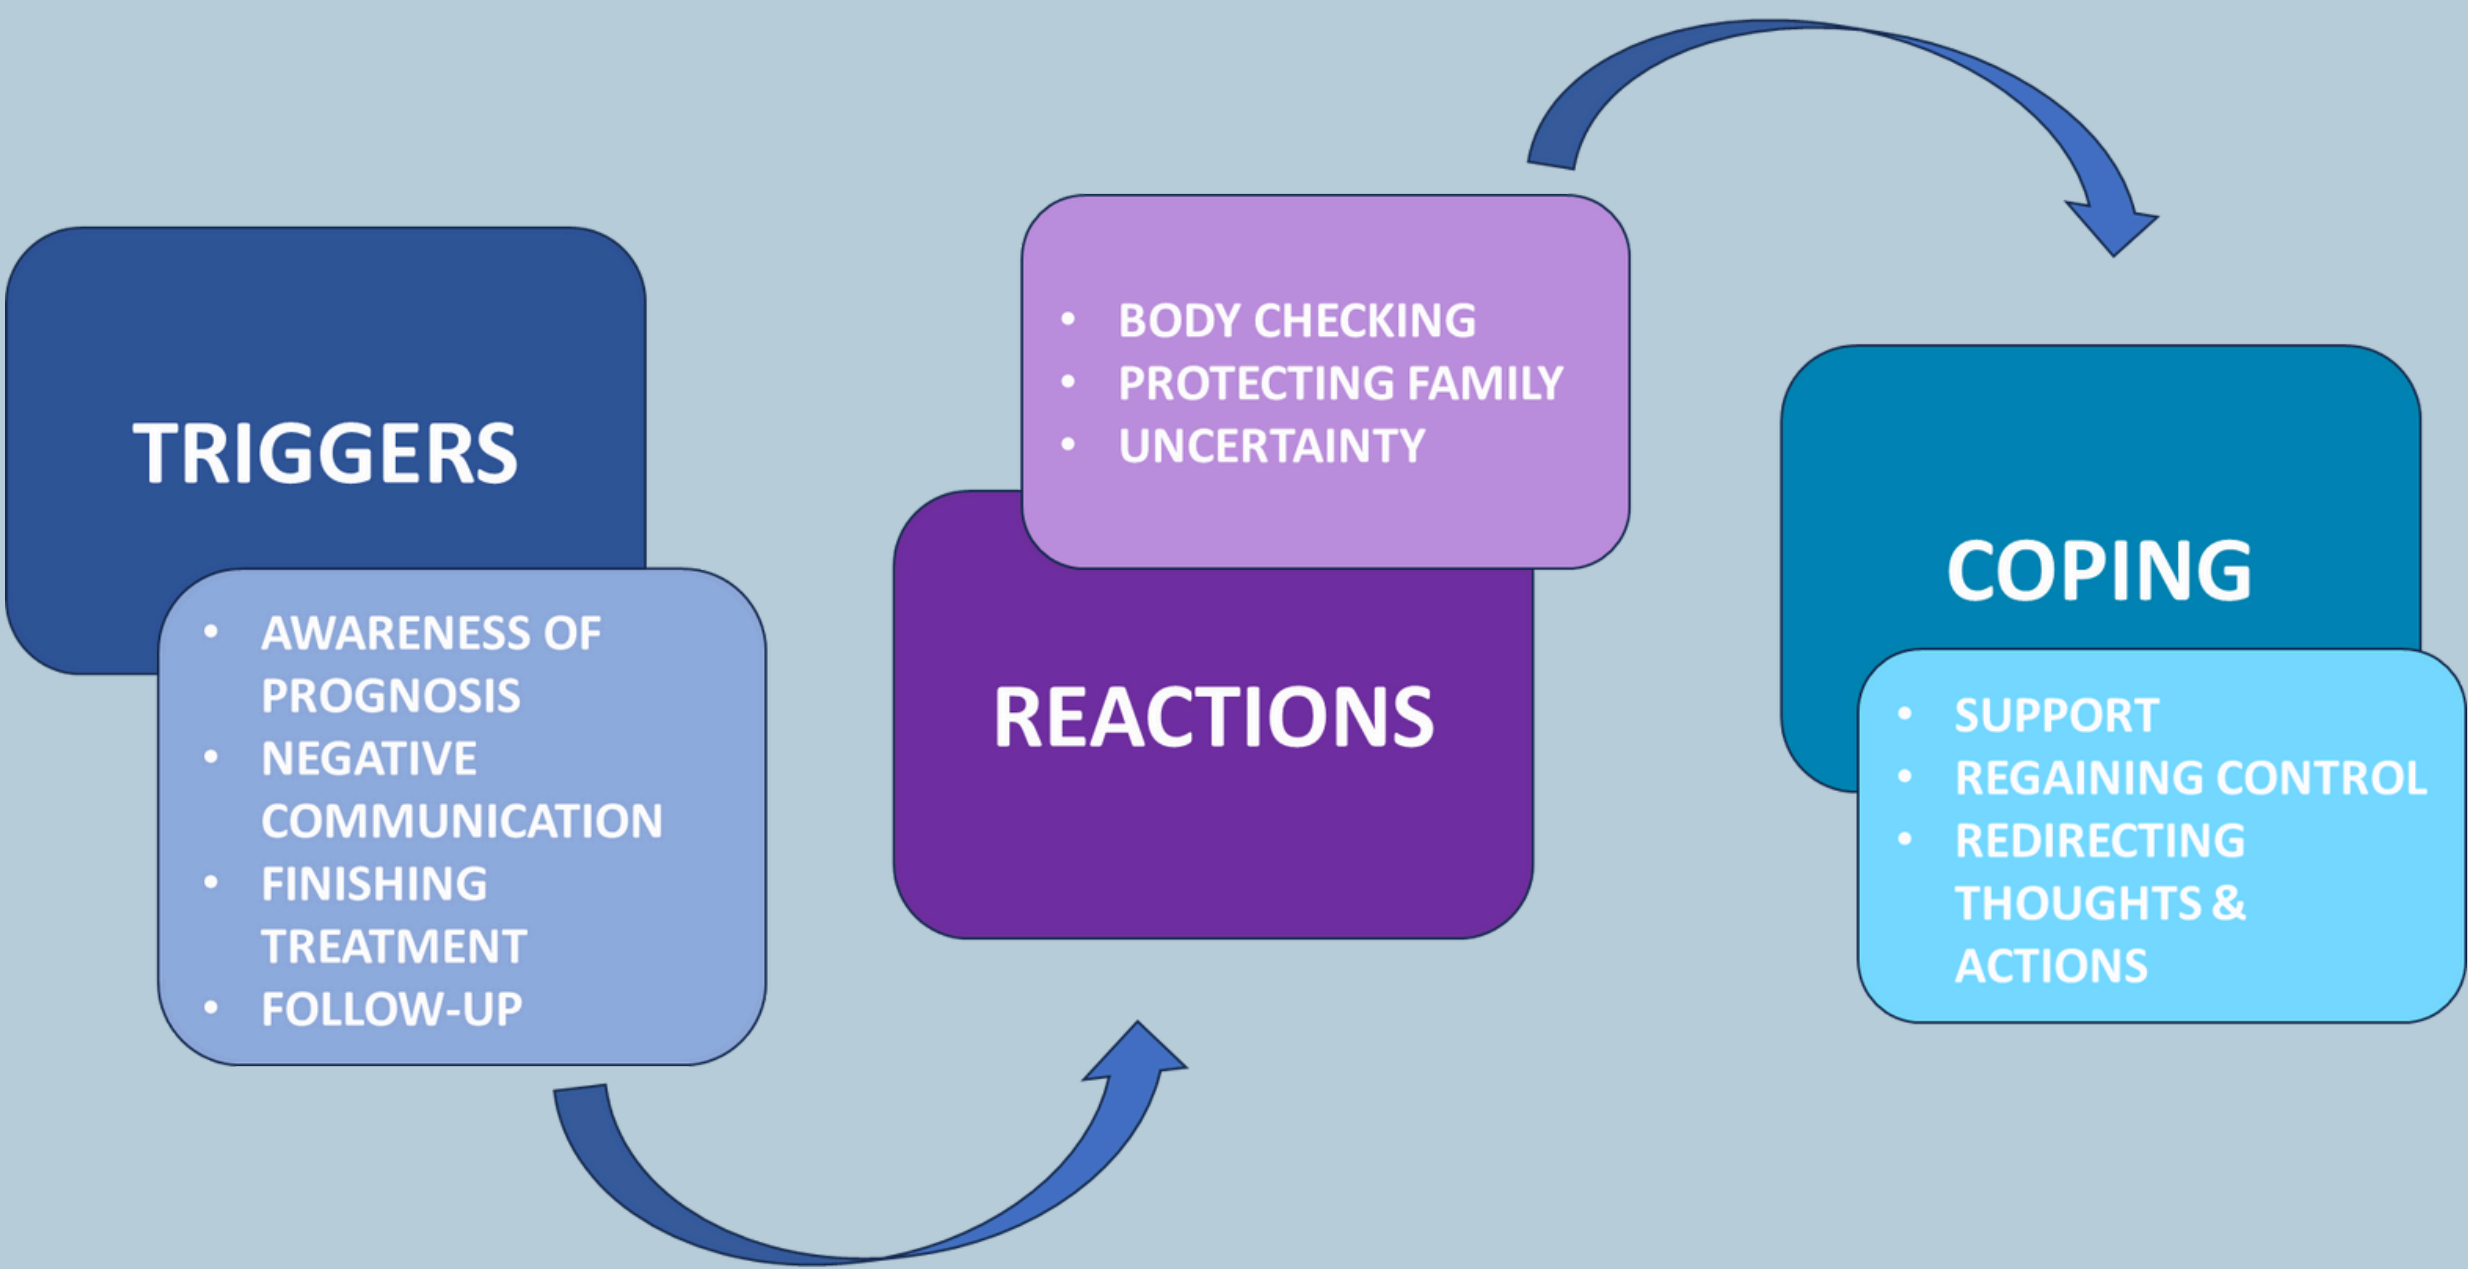 TRIGGERS
• AWARENESS OF
PROGNOSIS
• NEGATIVE
COMMUNICATION
• FINISHING
TREATMENT
• FOLLOW-UP
• BODY CHECKING
• PROTECTING FAMILY
• UNCERTAINTY
REACTIONS
COPING
• SUPPORT
• REGAINING CONTROL
• REDIRECTING
THOUGHTS &
ACTIONS